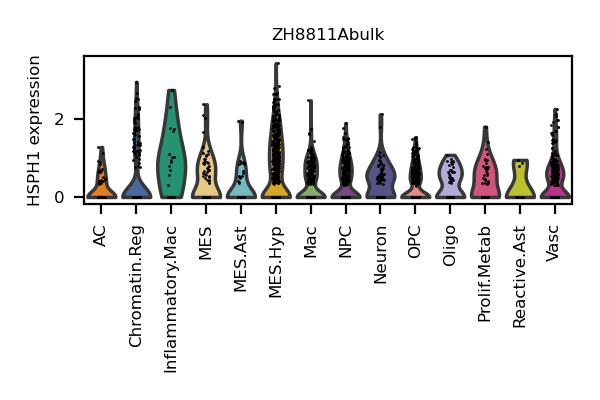 ZH8811Abulk
HSPH1 expression
2
0
AC
Chromatin.Reg
Inflammatory.Mac
MES
MES.Ast
MES.Hyp
Mac
NPC
Neuron
OPC
Oligo
Prolif.Metab
Reactive.Ast
Vasc